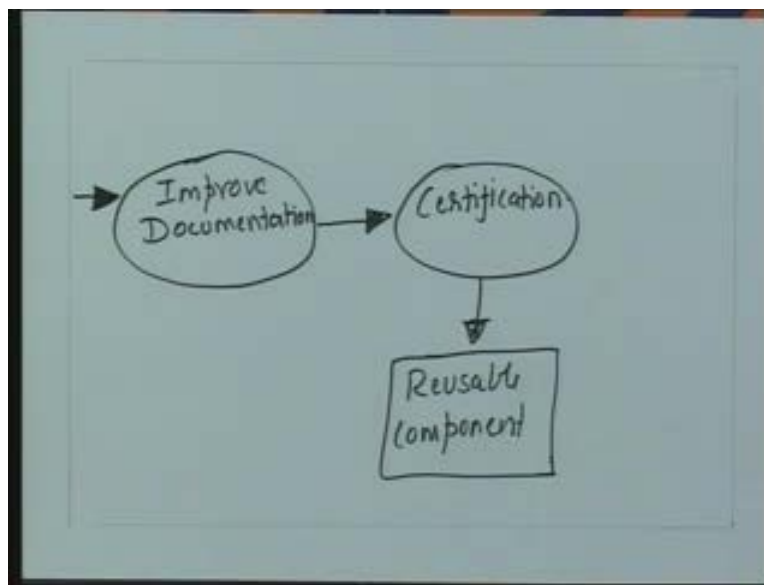 Improve
Documentation
Certification
Reusable
component